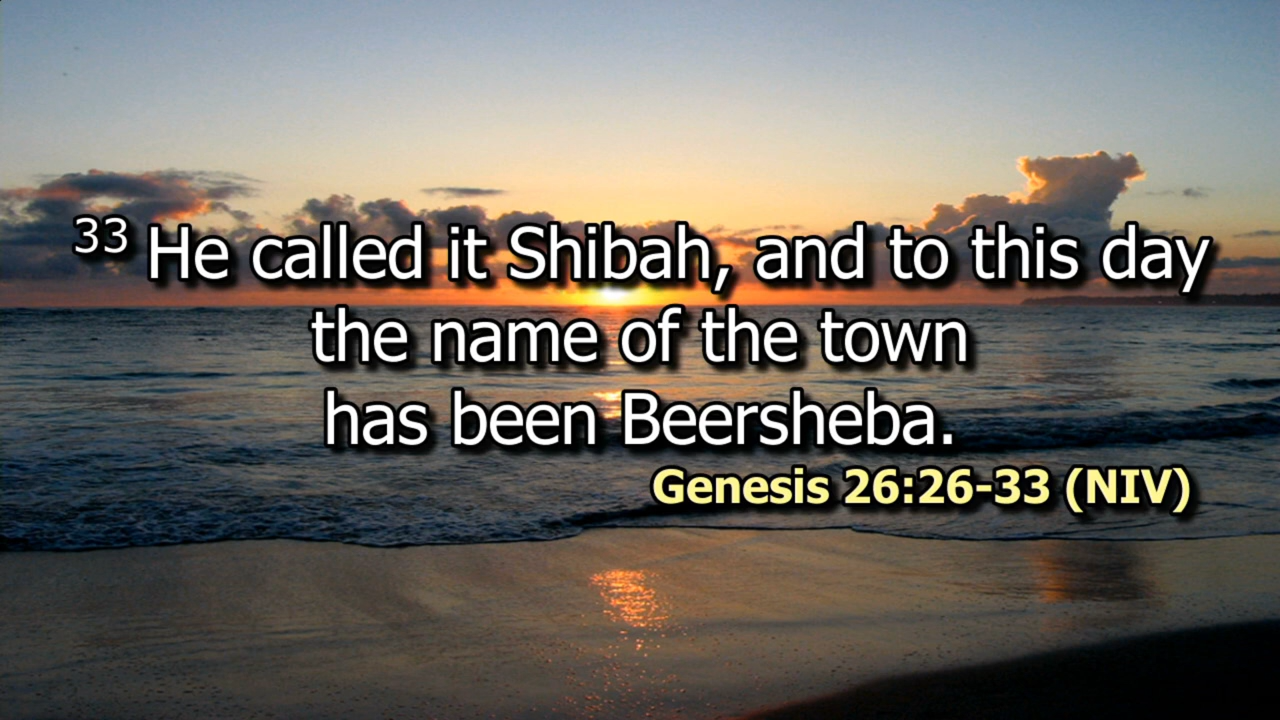 33 He called it Shibah, and to this day
the name of the town
has been Beersheba.
Genesis 26:26-33 (NIV)